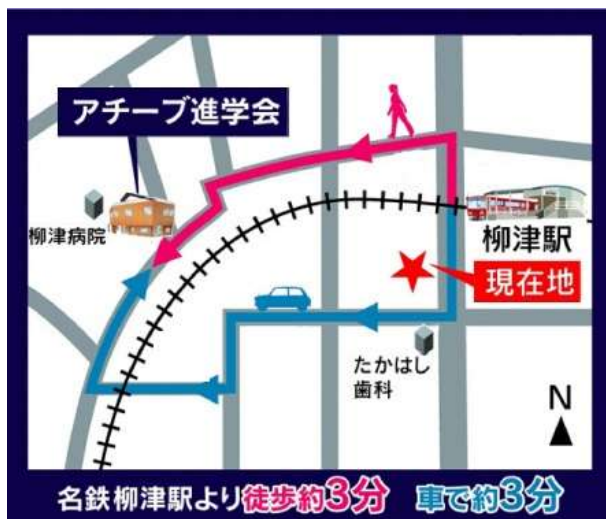 アチーブ進学会
柳津病院
柳津駅
現在地
たかはし
歯科
N
名鉄柳津駅より徒歩約3分 車で約3分